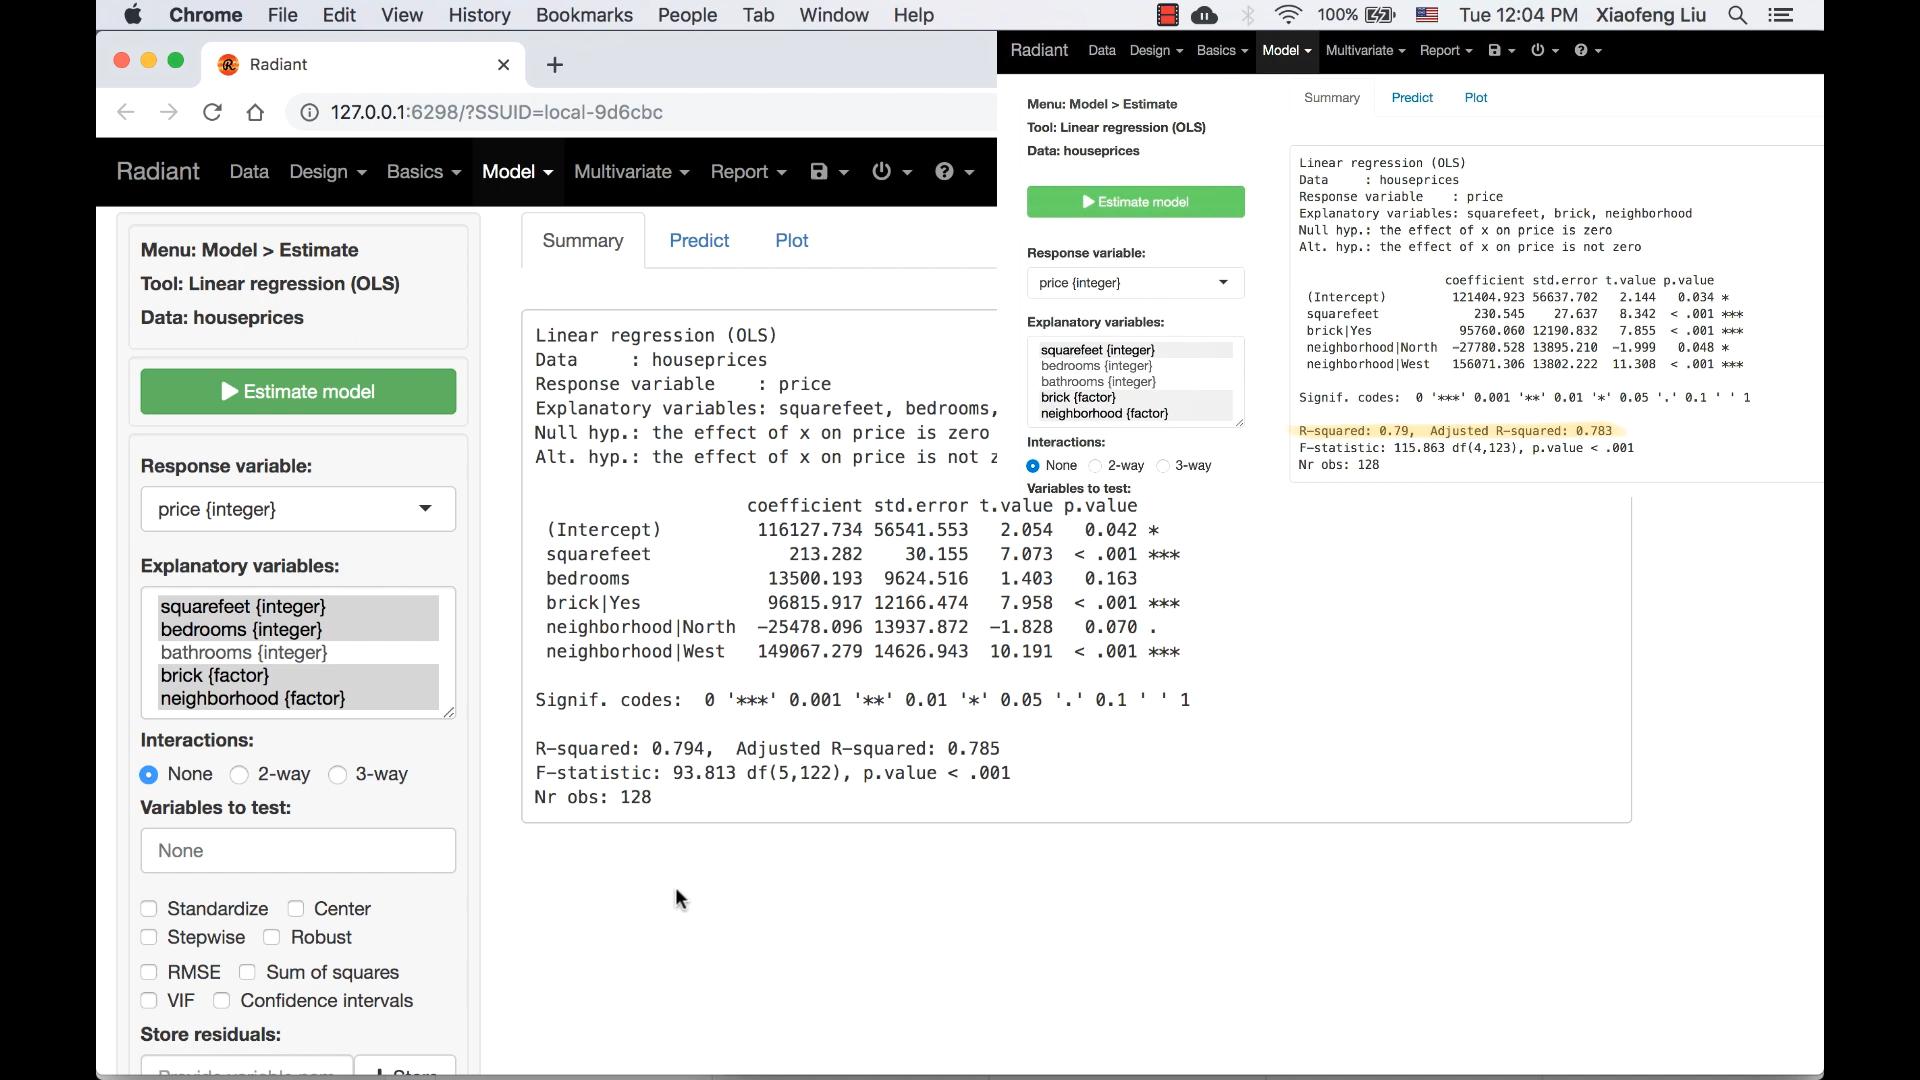 Chrome File Edit View History Bookmarks People Tab Window Help 100% Tue 12:04 PM Xiaofeng Liu
Radiant
127.0.0.1:6298/?SSUID=local-9d6cbc
Radiant Data Design Basics Model Multivariate Report
Menu: Model > Estimate
Tool: Linear regression (OLS)
Data: houseprices
Estimate model
Response variable:
price {integer}
Explanatory variables:
squarefeet {integer}
bedrooms {integer}
bathrooms {integer}
brick {factor}
neighborhood {factor}
Interactions:
None 2-way 3-way
Variables to test:
None
Standardize Center
Stepwise Robust
RMSE Sum of squares
VIF Confidence intervals
Store residuals:
Summary Predict Plot
Linear regression (OLS)
Data : houseprices
Response variable : price
Explanatory variables: squarefeet, bedrooms,
Null hyp.: the effect of x on price is zero
Alt. hyp.: the effect of x on price is not z
coefficient std.error t.value p.value
(Intercept) 116127.734 56541.553 2.054 0.042 *
squarefeet 213.282 30.155 7.073 < .001 ***
bedrooms 13500.193 9624.516 1.403 0.163
brick|Yes 96815.917 12166.474 7.958 < .001 ***
neighborhood|North -25478.096 13937.872 -1.828 0.070 .
neighborhood|West 149067.279 14626.943 10.191 < .001 ***
Signif. codes: 0 '***' 0.001 '**' 0.01 '*' 0.05 '.' 0.1 ' ' 1
R-squared: 0.794, Adjusted R-squared: 0.785
F-statistic: 93.813 df(5,122), p.value < .001
Nr obs: 128
Radiant Data Design Basics Model Multivariate Report
Menu: Model > Estimate
Tool: Linear regression (OLS)
Data: houseprices
Estimate model
Response variable:
price {integer}
Explanatory variables:
squarefeet {integer}
bedrooms {integer}
bathrooms {integer}
brick {factor}
neighborhood {factor}
Interactions:
None 2-way 3-way
Variables to test:
Summary Predict Plot
Linear regression (OLS)
Data : houseprices
Response variable : price
Explanatory variables: squarefeet, brick, neighborhood
Null hyp.: the effect of x on price is zero
Alt. hyp.: the effect of x on price is not zero
coefficient std.error t.value p.value
(Intercept) 121404.923 56637.702 2.144 0.034 *
squarefeet 230.545 27.637 8.342 < .001 ***
brick|Yes 95760.060 12190.832 7.855 < .001 ***
neighborhood|North -27780.528 13895.210 -1.999 0.048 *
neighborhood|West 156071.306 13802.222 11.308 < .001 ***
Signif. codes: 0 '***' 0.001 '**' 0.01 '*' 0.05 '.' 0.1 ' ' 1
R-squared: 0.79, Adjusted R-squared: 0.783
F-statistic: 115.863 df(4,123), p.value < .001
Nr obs: 128